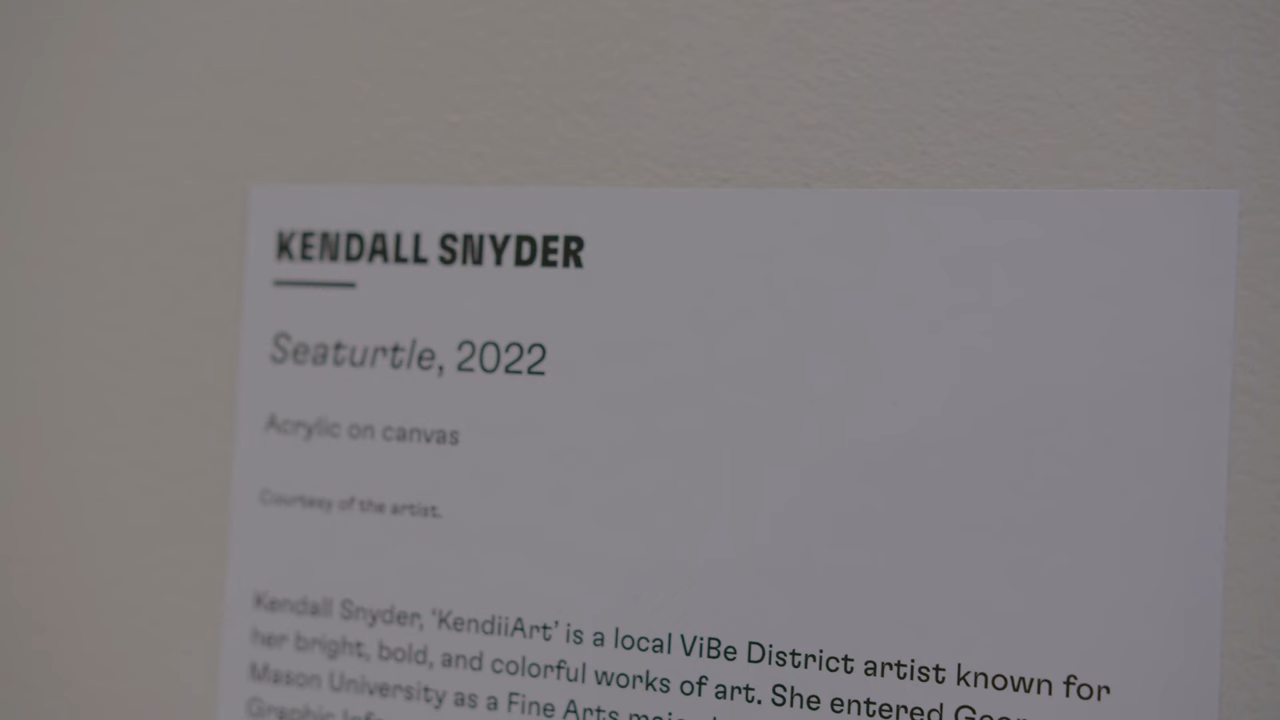 KENDALL SNYDER
Seaturtle, 2022
Acrylic on canvas
Courtesy of the artist.
Kendall Snyder, ‘KendiiArt’ is a local ViBe District artist known for
her bright, bold, and colorful works of art. She entered
Mason University as a Fine Arts
Graphic